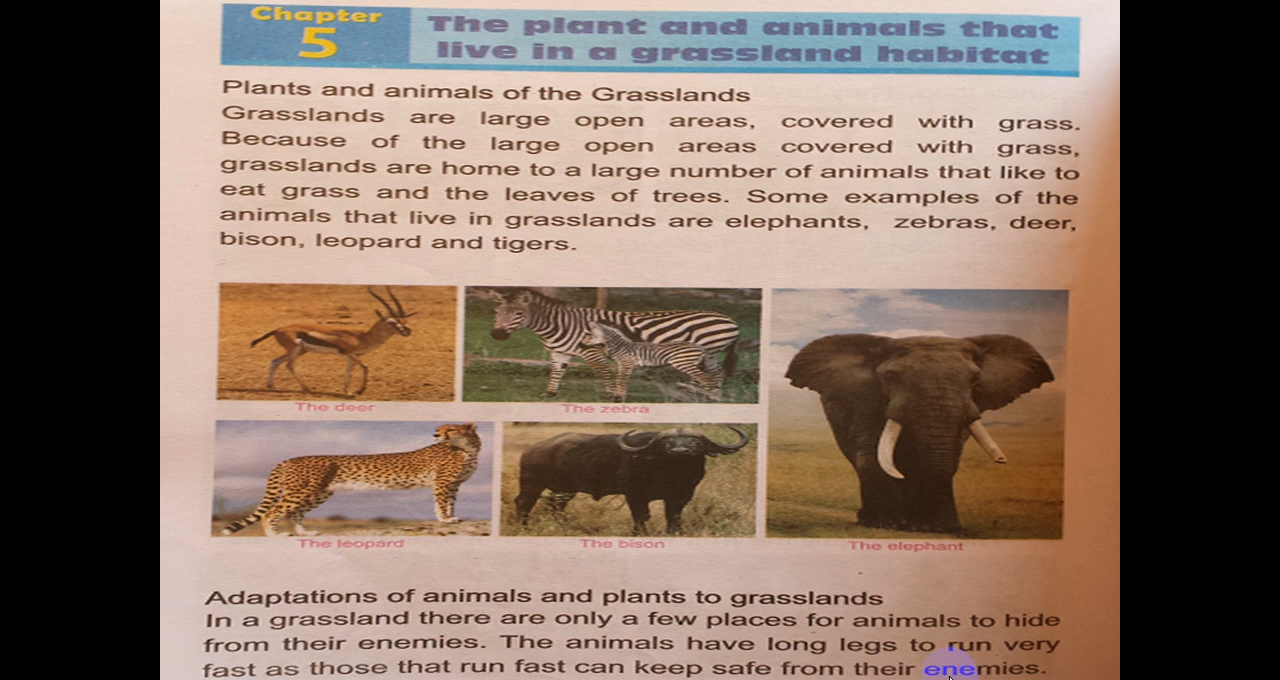 Chapter
5
The plant and animals that
live in a grassland habitat
Plants and animals of the Grasslands
Grasslands are large open areas, covered with grass.
Because of the large open areas covered with grass,
grasslands are home to a large number of animals that like to
eat grass and the leaves of trees. Some examples of the
animals that live in grasslands are elephants, zebras, deer,
bison, leopard and tigers.
The deer
The zebra
The leopard
The bison
The elephant
Adaptations of animals and plants to grasslands
In a grassland there are only a few places for animals to hide
from their enemies. The animals have long legs to run very
fast as those that run fast can keep safe from their enemies.